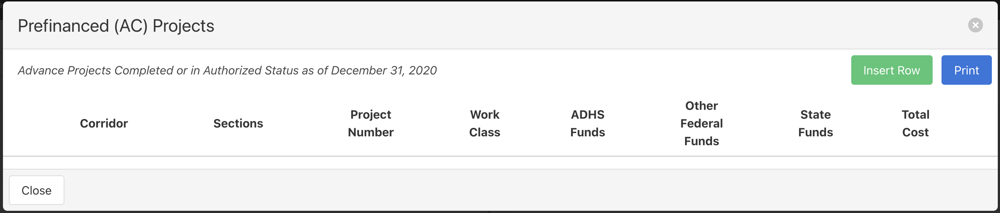 Prefinanced (AC) Projects
Advance Projects Completed or in Authorized Status as of December 31, 2020
Insert Row
Print
Corridor
Sections
Project
Number
Work
Class
ADHS
Funds
Other
Federal
Funds
State
Funds
Total
Cost
Close